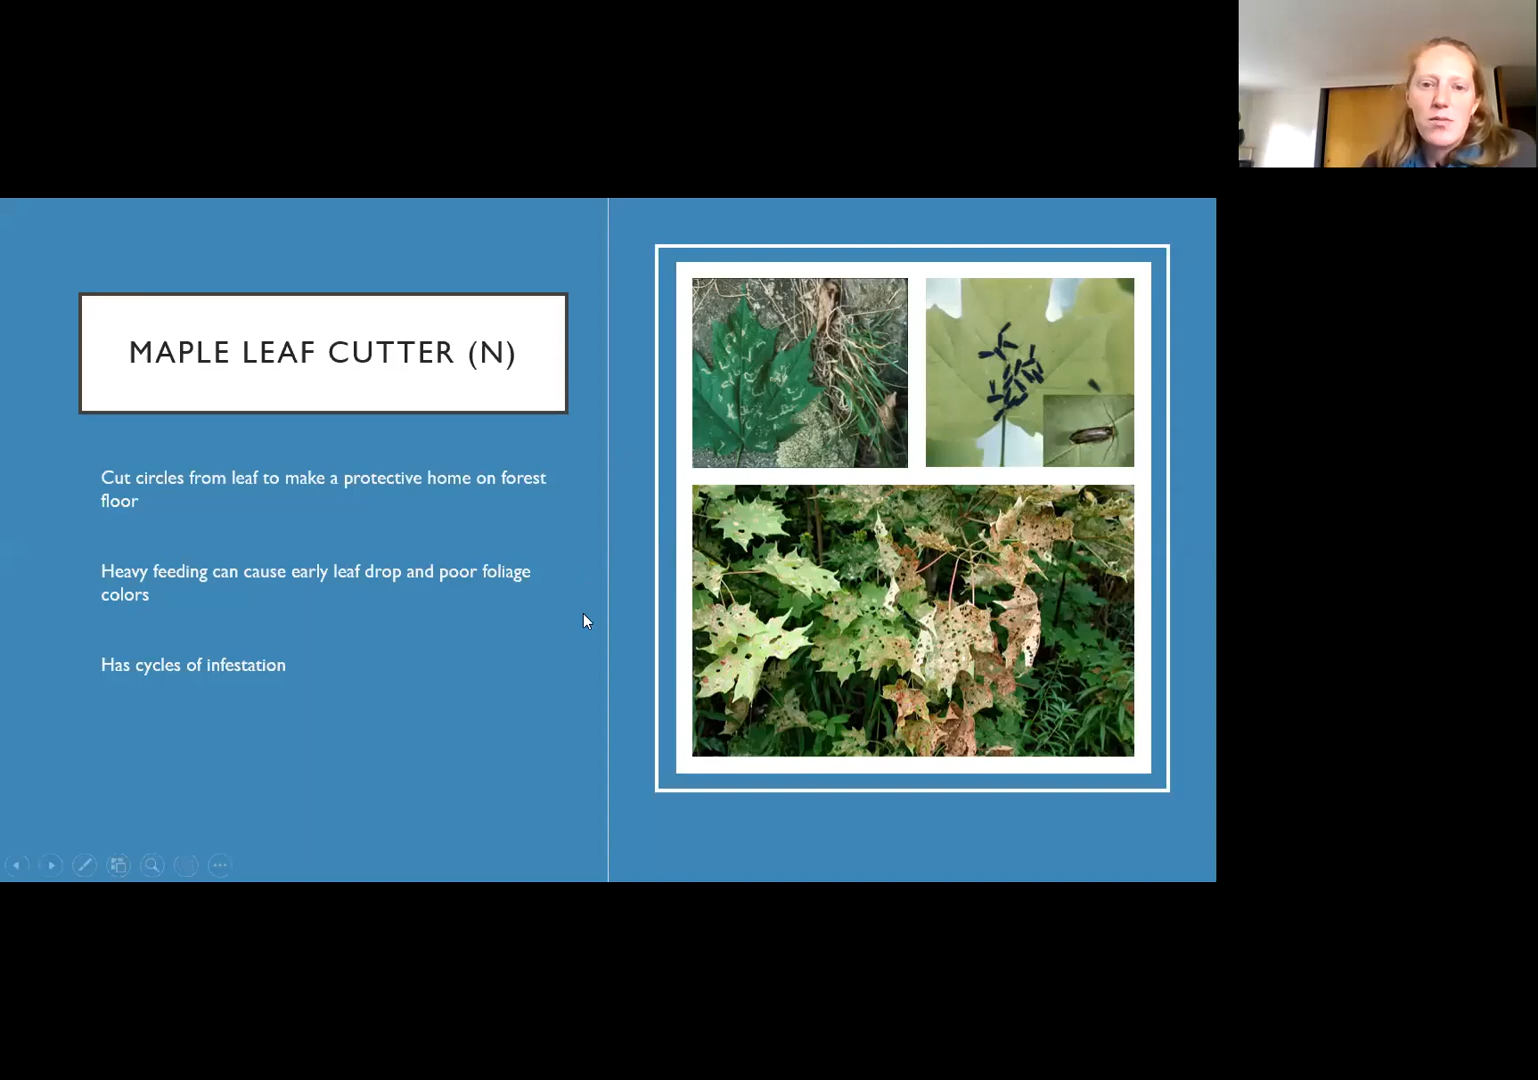 MAPLE LEAF CUTTER (N)
Cut circles from leaf to make a protective home on forest
floor
Heavy feeding can cause early leaf drop and poor foliage
colors
Has cycles of infestation